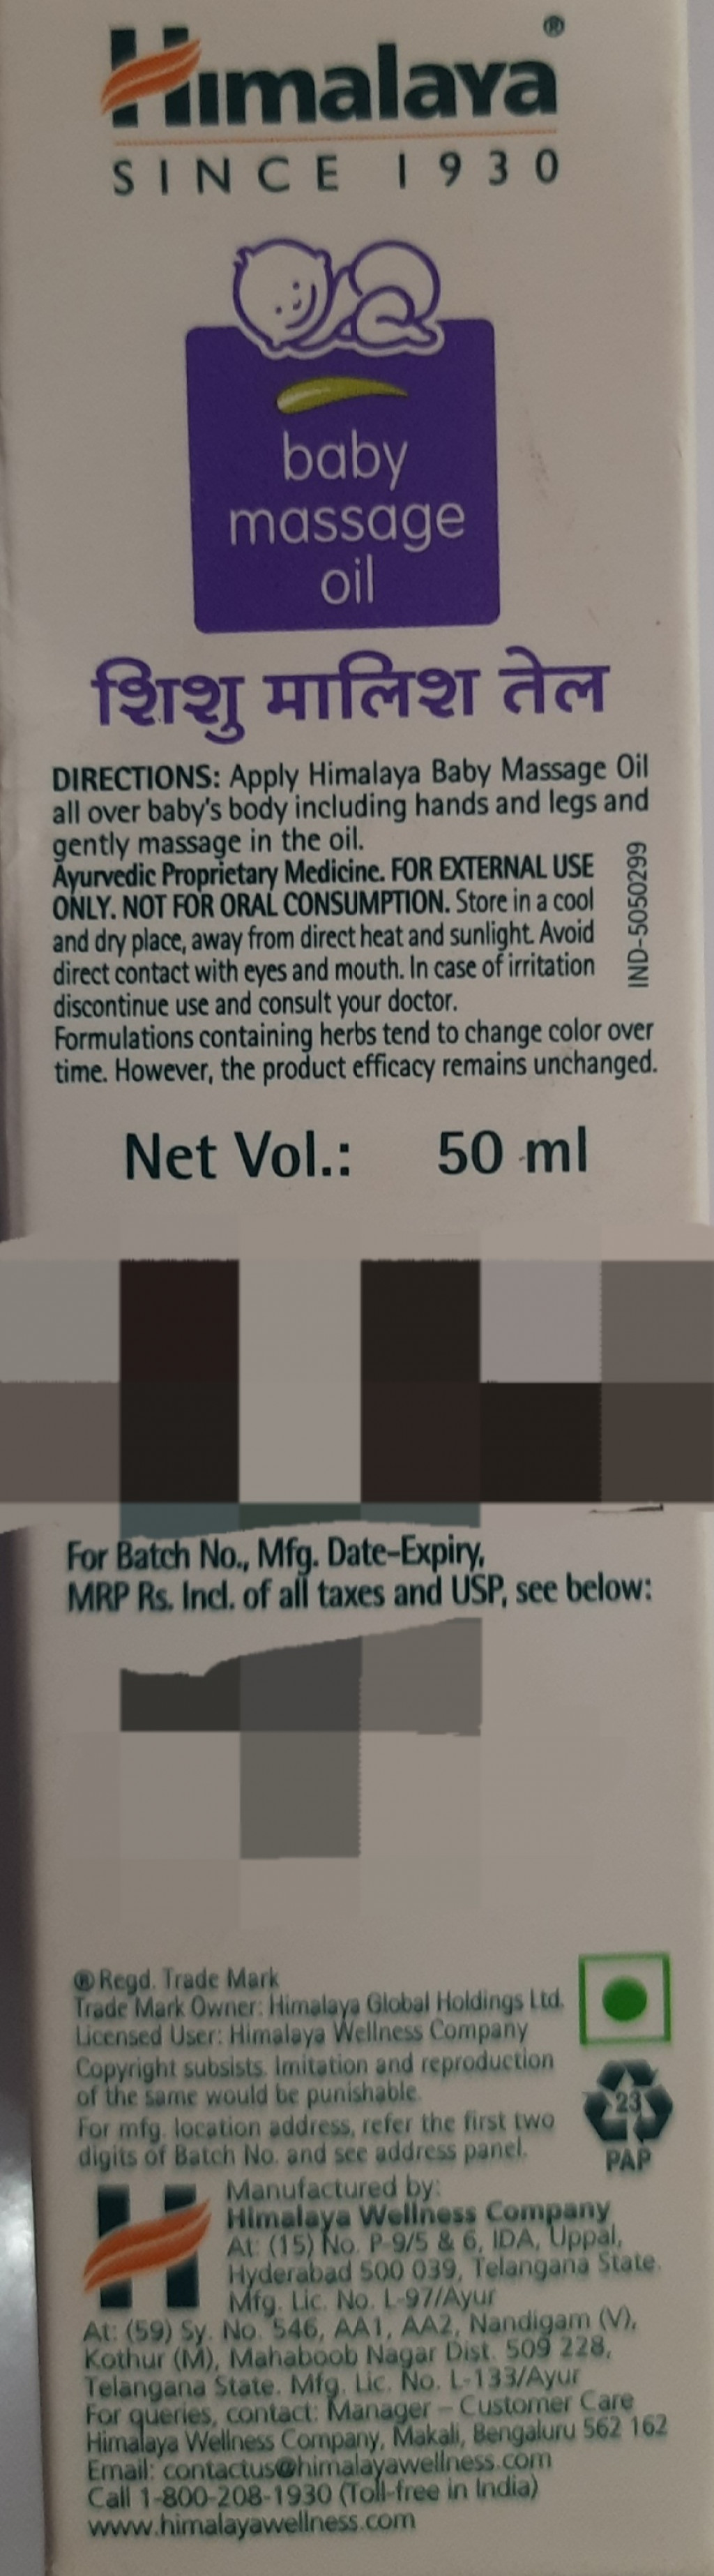 Himalaya®
SINCE 1930
baby
massage
oil
शिशु मालिश तेल
DIRECTIONS: Apply Himalaya Baby Massage Oil
all over baby's body including hands and legs and
gently massage in the oil.
Ayurvedic Proprietary Medicine. FOR EXTERNAL USE
ONLY. NOT FOR ORAL CONSUMPTION. Store in a cool
and dry place, away from direct heat and sunlight. Avoid
direct contact with eyes and mouth. In case of irritation
discontinue use and consult your doctor.
IND-5050299
Formulations containing herbs tend to change color over
time. However, the product efficacy remains unchanged.
Net Vol.: 50 ml
For Batch No., Mfg. Date-Expiry,
MRP Rs. Incl. of all taxes and USP, see below:
® Regd. Trade Mark
Trade Mark Owner: Himalaya Global Holdings Ltd.
Licensed User: Himalaya Wellness Company
Copyright subsists. Imitation and reproduction
of the same would be punishable.
For mfg. location address, refer the first two
digits of Batch No. and see address panel.
23
PAP
Manufactured by:
Himalaya Wellness Company
At: (15) No. P-9/5 & 6, IDA, Uppal,
Hyderabad 500 039, Telangana State.
Mfg. Lic. No. L-97/Ayur
At: (59) Sy. No. 546, AA1, AA2, Nandigam (V),
Kothur (M), Mahaboob Nagar Dist. 509 228,
Telangana State. Mfg. Lic. No. L-133/Ayur
For queries, contact: Manager – Customer Care
Himalaya Wellness Company, Makali, Bengaluru 562 162
Email: contactus@himalayawellness.com
Call 1-800-208-1930 (Toll-free in India)
www.himalayawellness.com